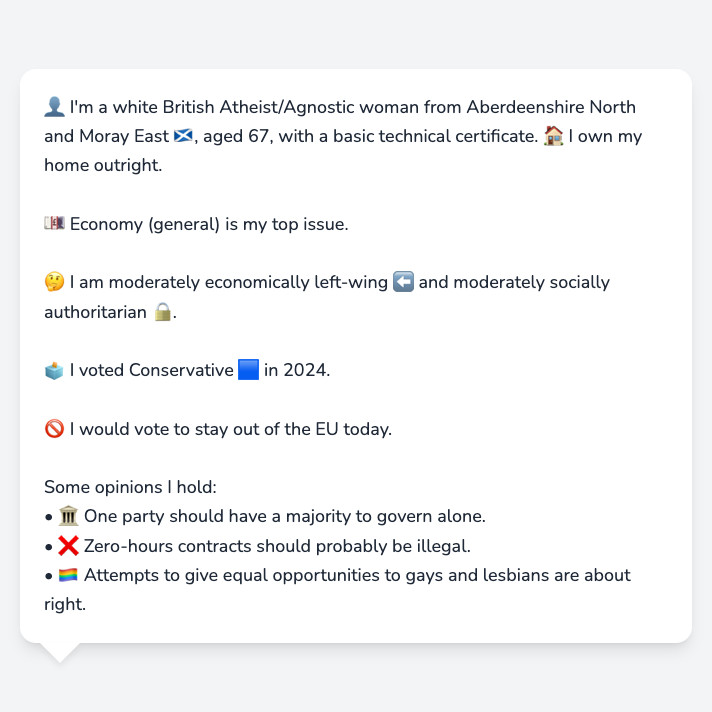 👤 I'm a white British Atheist/Agnostic woman from Aberdeenshire North
and Moray East 🏴󠁧󠁢󠁳󠁣󠁴󠁿, aged 67, with a basic technical certificate. 🏠 I own my
home outright.
💷 Economy (general) is my top issue.
🤔 I am moderately economically left-wing ⬅️ and moderately socially
authoritarian 🔒.
🗳️ I voted Conservative 🟦 in 2024.
🚫 I would vote to stay out of the EU today.
Some opinions I hold:
• 🏛️ One party should have a majority to govern alone.
• ❌ Zero-hours contracts should probably be illegal.
• 🏳️‍🌈 Attempts to give equal opportunities to gays and lesbians are about
right.